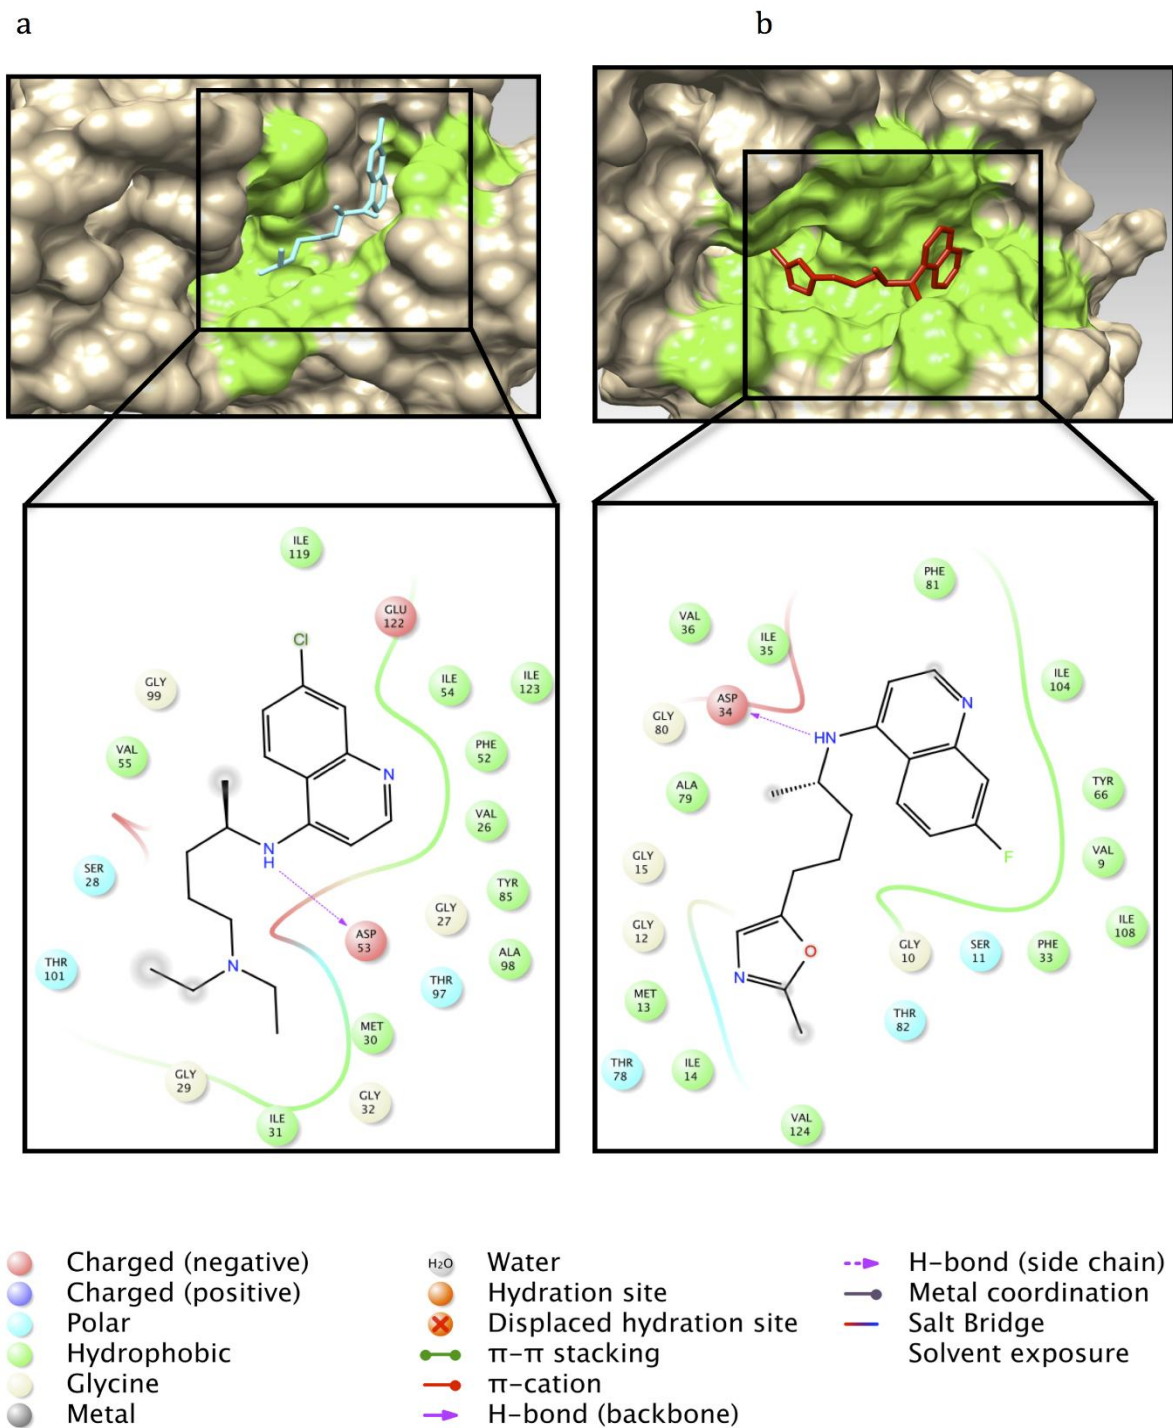 a
b
ILE
119
GLU
122
Cl
ILE
54
ILE
123
GLY
99
VAL
55
PHE
52
N
VAL
26
SER
28
N
H
TYR
85
GLY
27
ASP
53
ALA
98
THR
101
N
THR
97
MET
30
GLY
29
GLY
32
ILE
31
PHE
81
VAL
36
ILE
35
ILE
104
ASP
34
GLY
80
HN
N
ALA
79
TYR
66
GLY
15
F
VAL
9
GLY
12
O
GLY
10
SER
11
PHE
33
ILE
108
N
MET
13
THR
82
THR
78
ILE
14
VAL
124
Charged (negative)
Charged (positive)
Polar
Hydrophobic
Glycine
Metal
H₂O Water
Hydration site
Displaced hydration site
π-π stacking
π-cation
H-bond (backbone)
H-bond (side chain)
Metal coordination
Salt Bridge
Solvent exposure